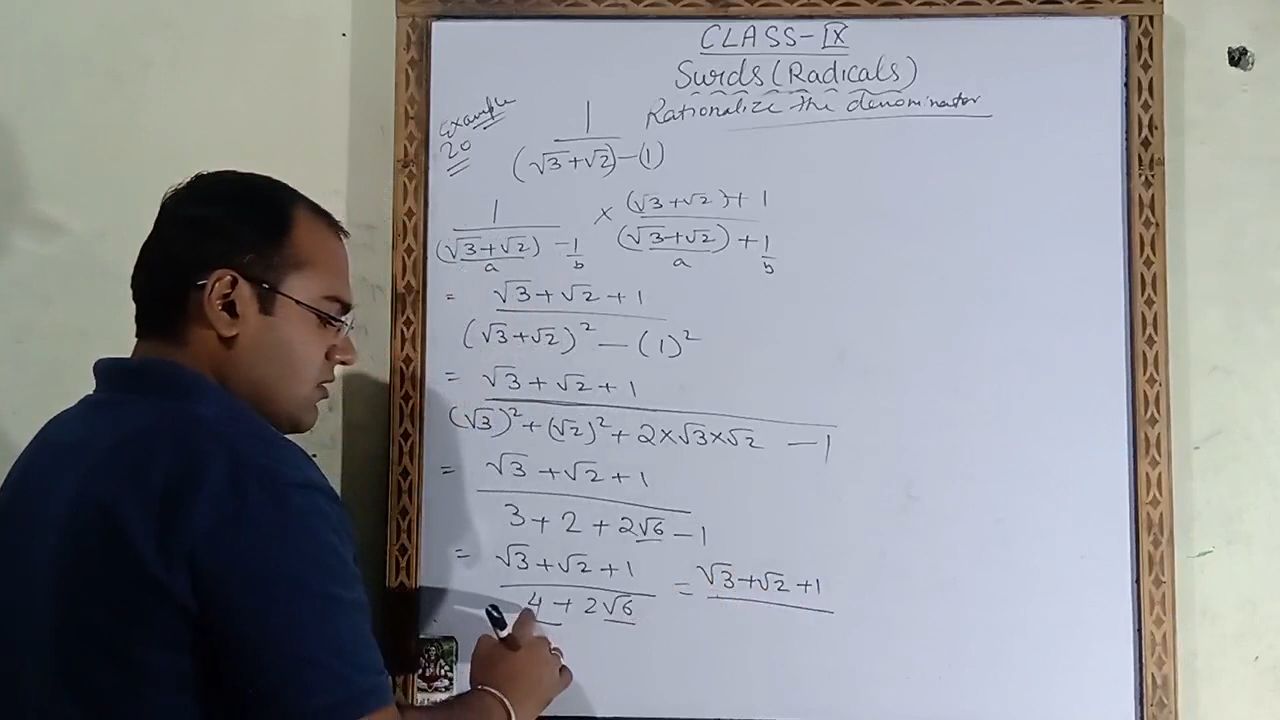 CLASS-IX
Surds (Radicals)
Example 20
1 / (√3+√2)-(1) Rationalize the denominator
1 / (√3+√2) - 1 × (√3+√2)+1 / (√3+√2)+1
a b a b
= √3+√2+1 / (√3+√2)² - (1)²
= √3+√2+1 / (√3)²+(√2)²+2×√3×√2 -1
= √3+√2+1 / 3+2+2√6-1
= √3+√2+1 / 4+2√6 = √3+√2+1